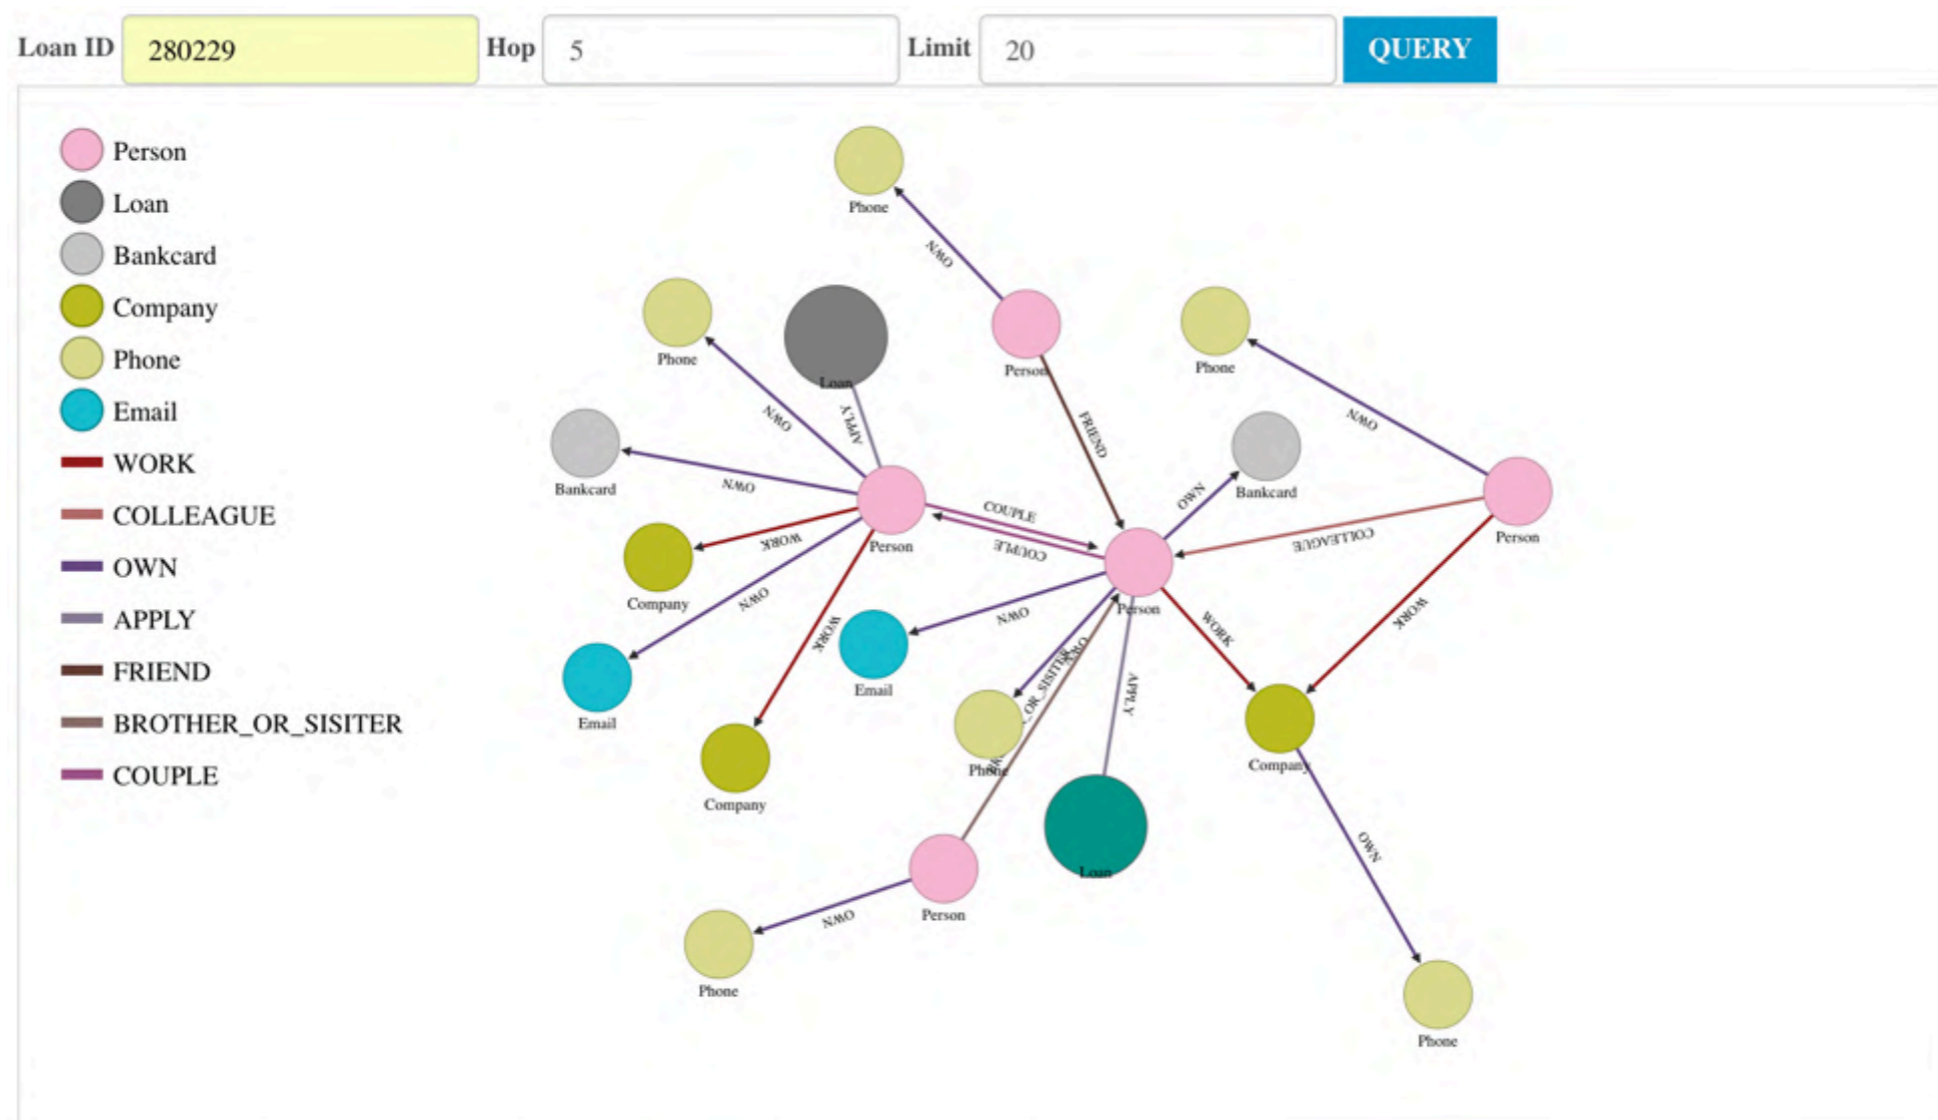 Loan ID 280229 Hop 5 Limit 20 QUERY
Person
Loan
Bankcard
Company
Phone
Email
WORK
COLLEAGUE
OWN
APPLY
FRIEND
BROTHER_OR_SISITER
COUPLE
Phone
OWN
Phone
Loan
Person
Phone
OWN
APPLY
FRIEND
OWN
Bankcard
OWN
Person
COUPLE
COUPLE
OWN
Bankcard
COLLEAGUE
Person
WORK
Company
OWN
WORK
Email
OWN
Email
Person
WORK
WORK
OWN
_OR_SISITER
APPLY
Phone
Company
Company
Loan
OWN
Person
OWN
Phone
Phone